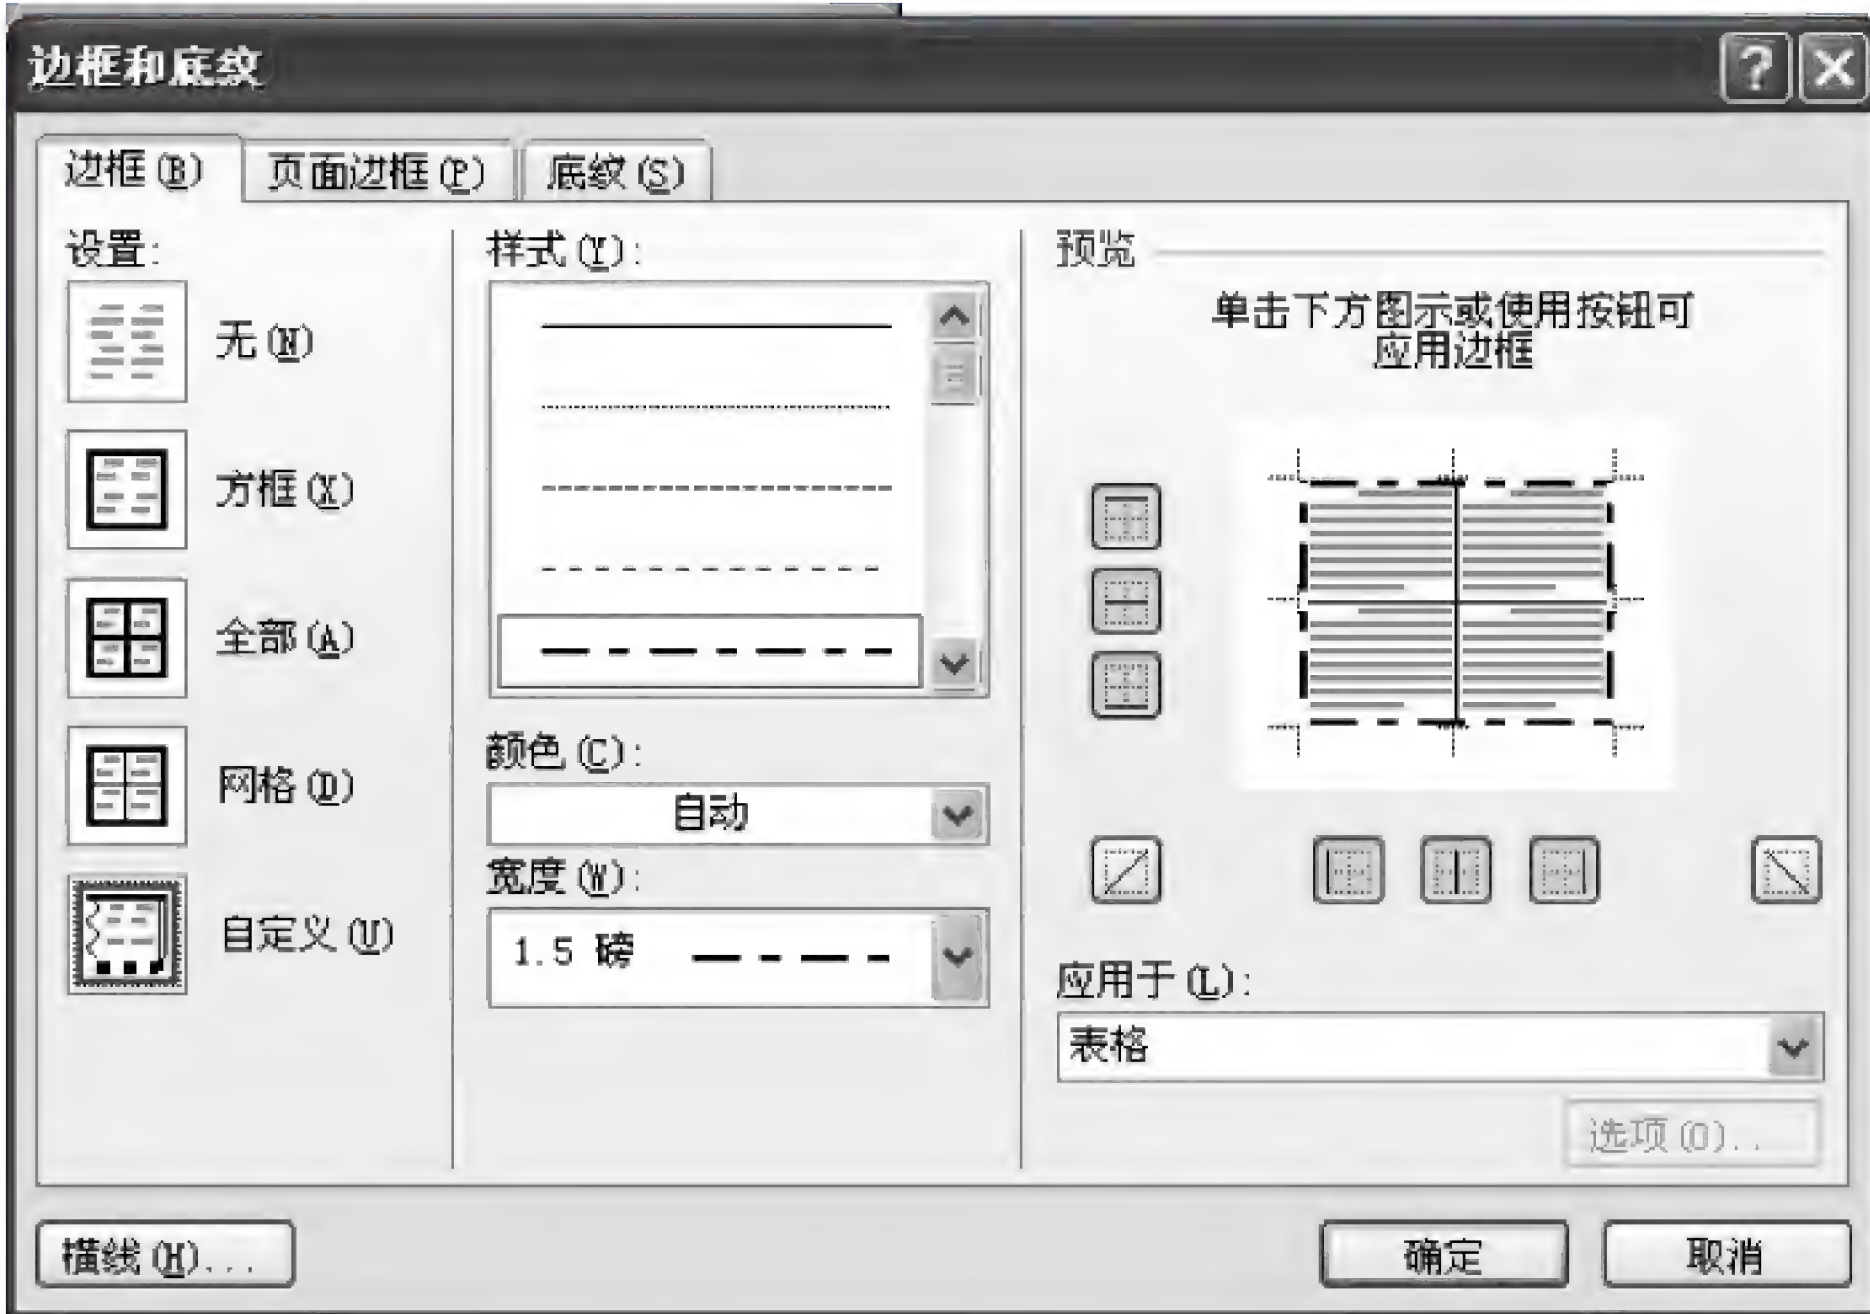 边框和底纹
边框(B) 页面边框(P) 底纹(S)
设置:
无(N)
方框(X)
全部(A)
网格(D)
自定义(U)
样式(Y):
颜色(C):
自动
宽度(W):
1.5 磅
预览
单击下方图示或使用按钮可
应用边框
应用于(L):
表格
选项(O)...
横线(H)...
确定
取消